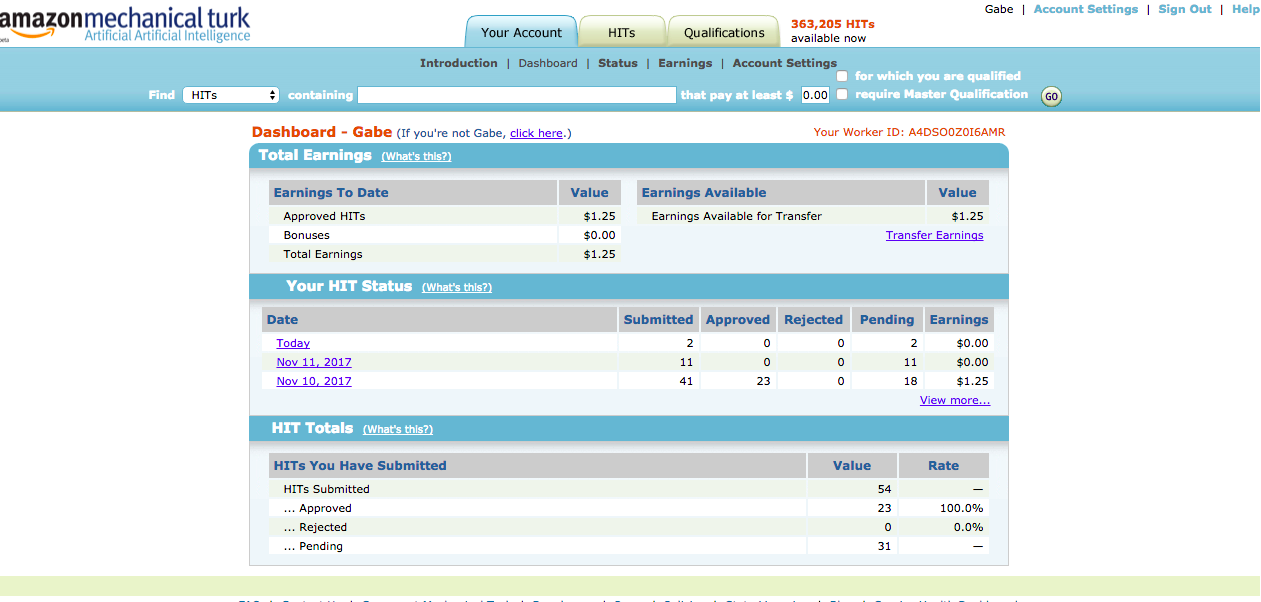 Gabe | Account Settings | Sign Out | Help
amazonmechanical turk
beta
Artificial Artificial Intelligence
Your Account
HITs
Qualifications
363,205 HITs
available now
Introduction | Dashboard | Status | Earnings | Account Settings
Find HITs containing that pay at least $ 0.00
for which you are qualified
require Master Qualification
GO
Dashboard - Gabe (If you're not Gabe, click here.)
Your Worker ID: A4DSO0Z0I6AMR
Total Earnings (What's this?)
Earnings To Date Value
Approved HITs $1.25
Bonuses $0.00
Total Earnings $1.25
Earnings Available Value
Earnings Available for Transfer $1.25
Transfer Earnings
Your HIT Status (What's this?)
Date Submitted Approved Rejected Pending Earnings
Today 2 0 0 2 $0.00
Nov 11, 2017 11 0 0 11 $0.00
Nov 10, 2017 41 23 0 18 $1.25
View more...
HIT Totals (What's this?)
HITs You Have Submitted Value Rate
HITs Submitted 54 —
... Approved 23 100.0%
... Rejected 0 0.0%
... Pending 31 —